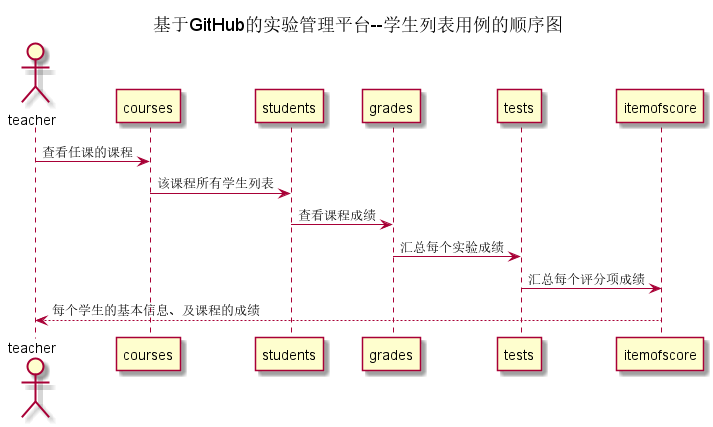 基于GitHub的实验管理平台--学生列表用例的顺序图
teacher
courses
students
grades
tests
itemofscore
查看任课的课程
该课程所有学生列表
查看课程成绩
汇总每个实验成绩
汇总每个评分项成绩
每个学生的基本信息、及课程的成绩
teacher
courses
students
grades
tests
itemofscore